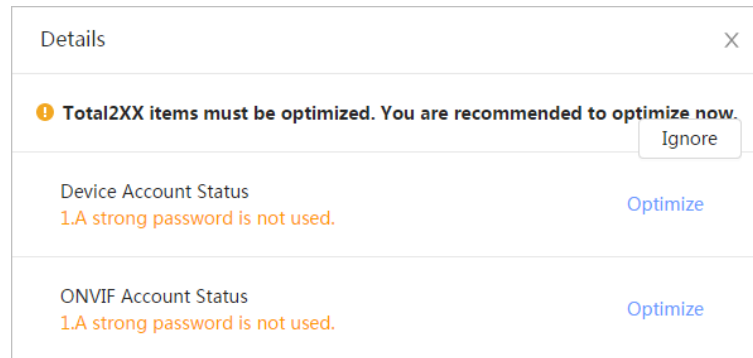 Details
Total2XX items must be optimized. You are recommended to optimize now.
Ignore
Device Account Status
1.A strong password is not used.
Optimize
ONVIF Account Status
1.A strong password is not used.
Optimize